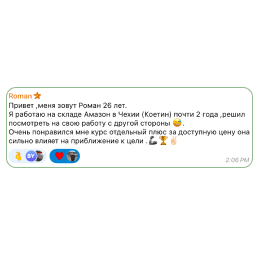 Roman
Привет ,меня зовут Роман 26 лет.
Я работаю на складе Амазон в Чехии (Коетин) почти 2 года ,решил
посмотреть на свою работу с другой стороны 😅.
Очень понравился мне курс отдельный плюс за доступную цену она
сильно влияет на приближение к цели . 🦾🏆✌🏻
2:06 PM